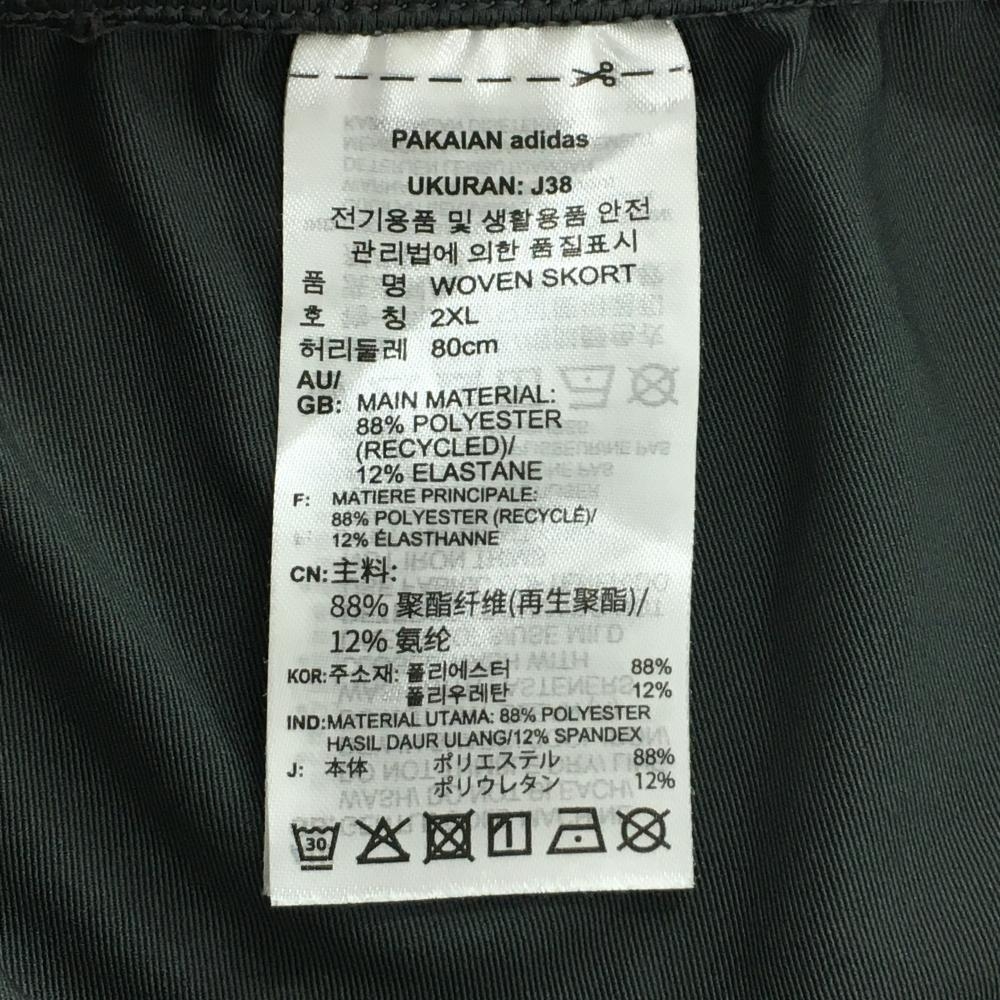 PAKAIAN adidas
UKURAN: J38
전기용품 및 생활용품 안전
관리법에 의한 품질표시
품 명 WOVEN SKORT
호 칭 2XL
허리둘레 80cm
AU/
GB: MAIN MATERIAL:
88% POLYESTER
(RECYCLED)/
12% ELASTANE
F: MATIERE PRINCIPALE:
88% POLYESTER (RECYCLÉ)/
12% ÉLASTHANNE
CN: 主料:
88% 聚酯纤维(再生聚酯)/
12% 氨纶
KOR: 주소재: 폴리에스터 88%
폴리우레탄 12%
IND: MATERIAL UTAMA: 88% POLYESTER
HASIL DAUR ULANG/12% SPANDEX
J: 本体 ポリエステル 88%
ポリウレタン 12%
30